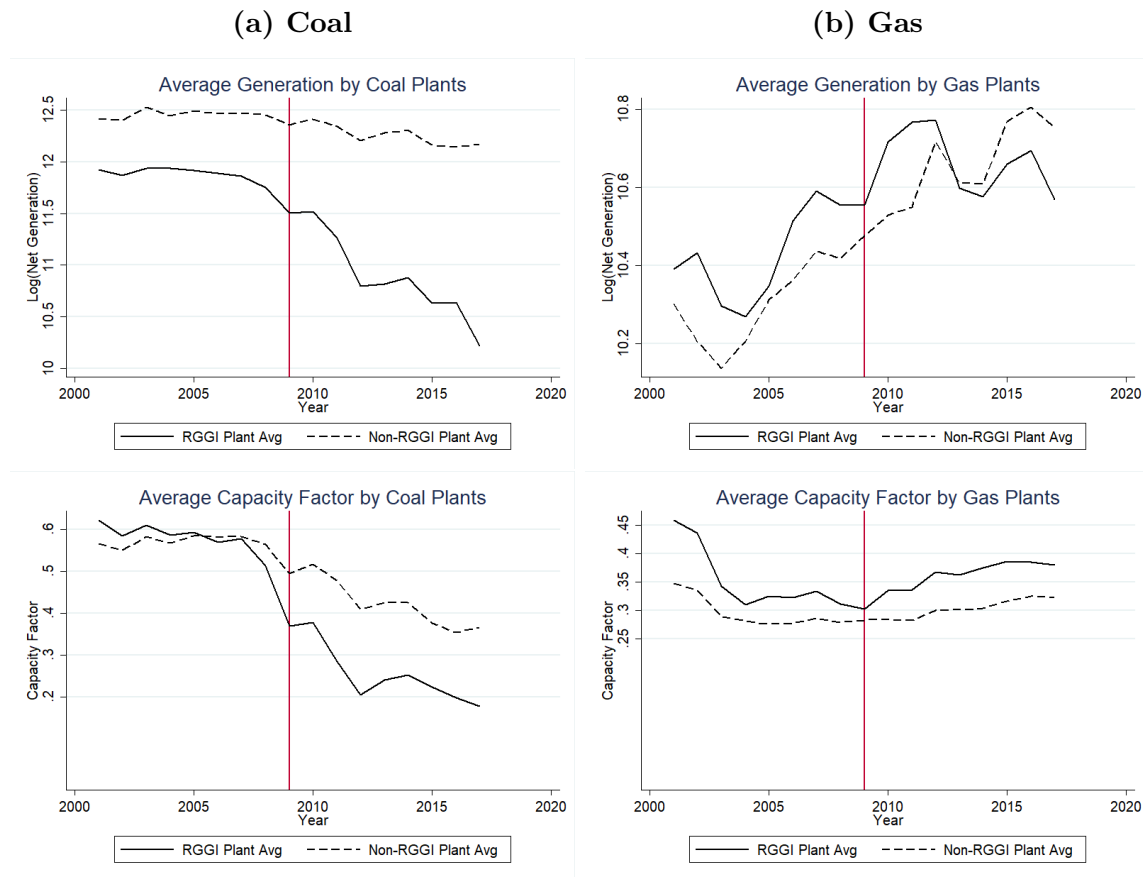 (a) Coal
(b) Gas
Average Generation by Coal Plants
Log(Net Generation)
12.5
12
11.5
11
10.5
10
2000 2005 2010 2015 2020
Year
RGGI Plant Avg Non-RGGI Plant Avg
Average Generation by Gas Plants
Log(Net Generation)
10.8
10.6
10.4
10.2
2000 2005 2010 2015 2020
Year
RGGI Plant Avg Non-RGGI Plant Avg
Average Capacity Factor by Coal Plants
Capacity Factor
.6
.5
.4
.3
.2
2000 2005 2010 2015 2020
Year
RGGI Plant Avg Non-RGGI Plant Avg
Average Capacity Factor by Gas Plants
Capacity Factor
.45
.4
.35
.3
.25
2000 2005 2010 2015 2020
Year
RGGI Plant Avg Non-RGGI Plant Avg